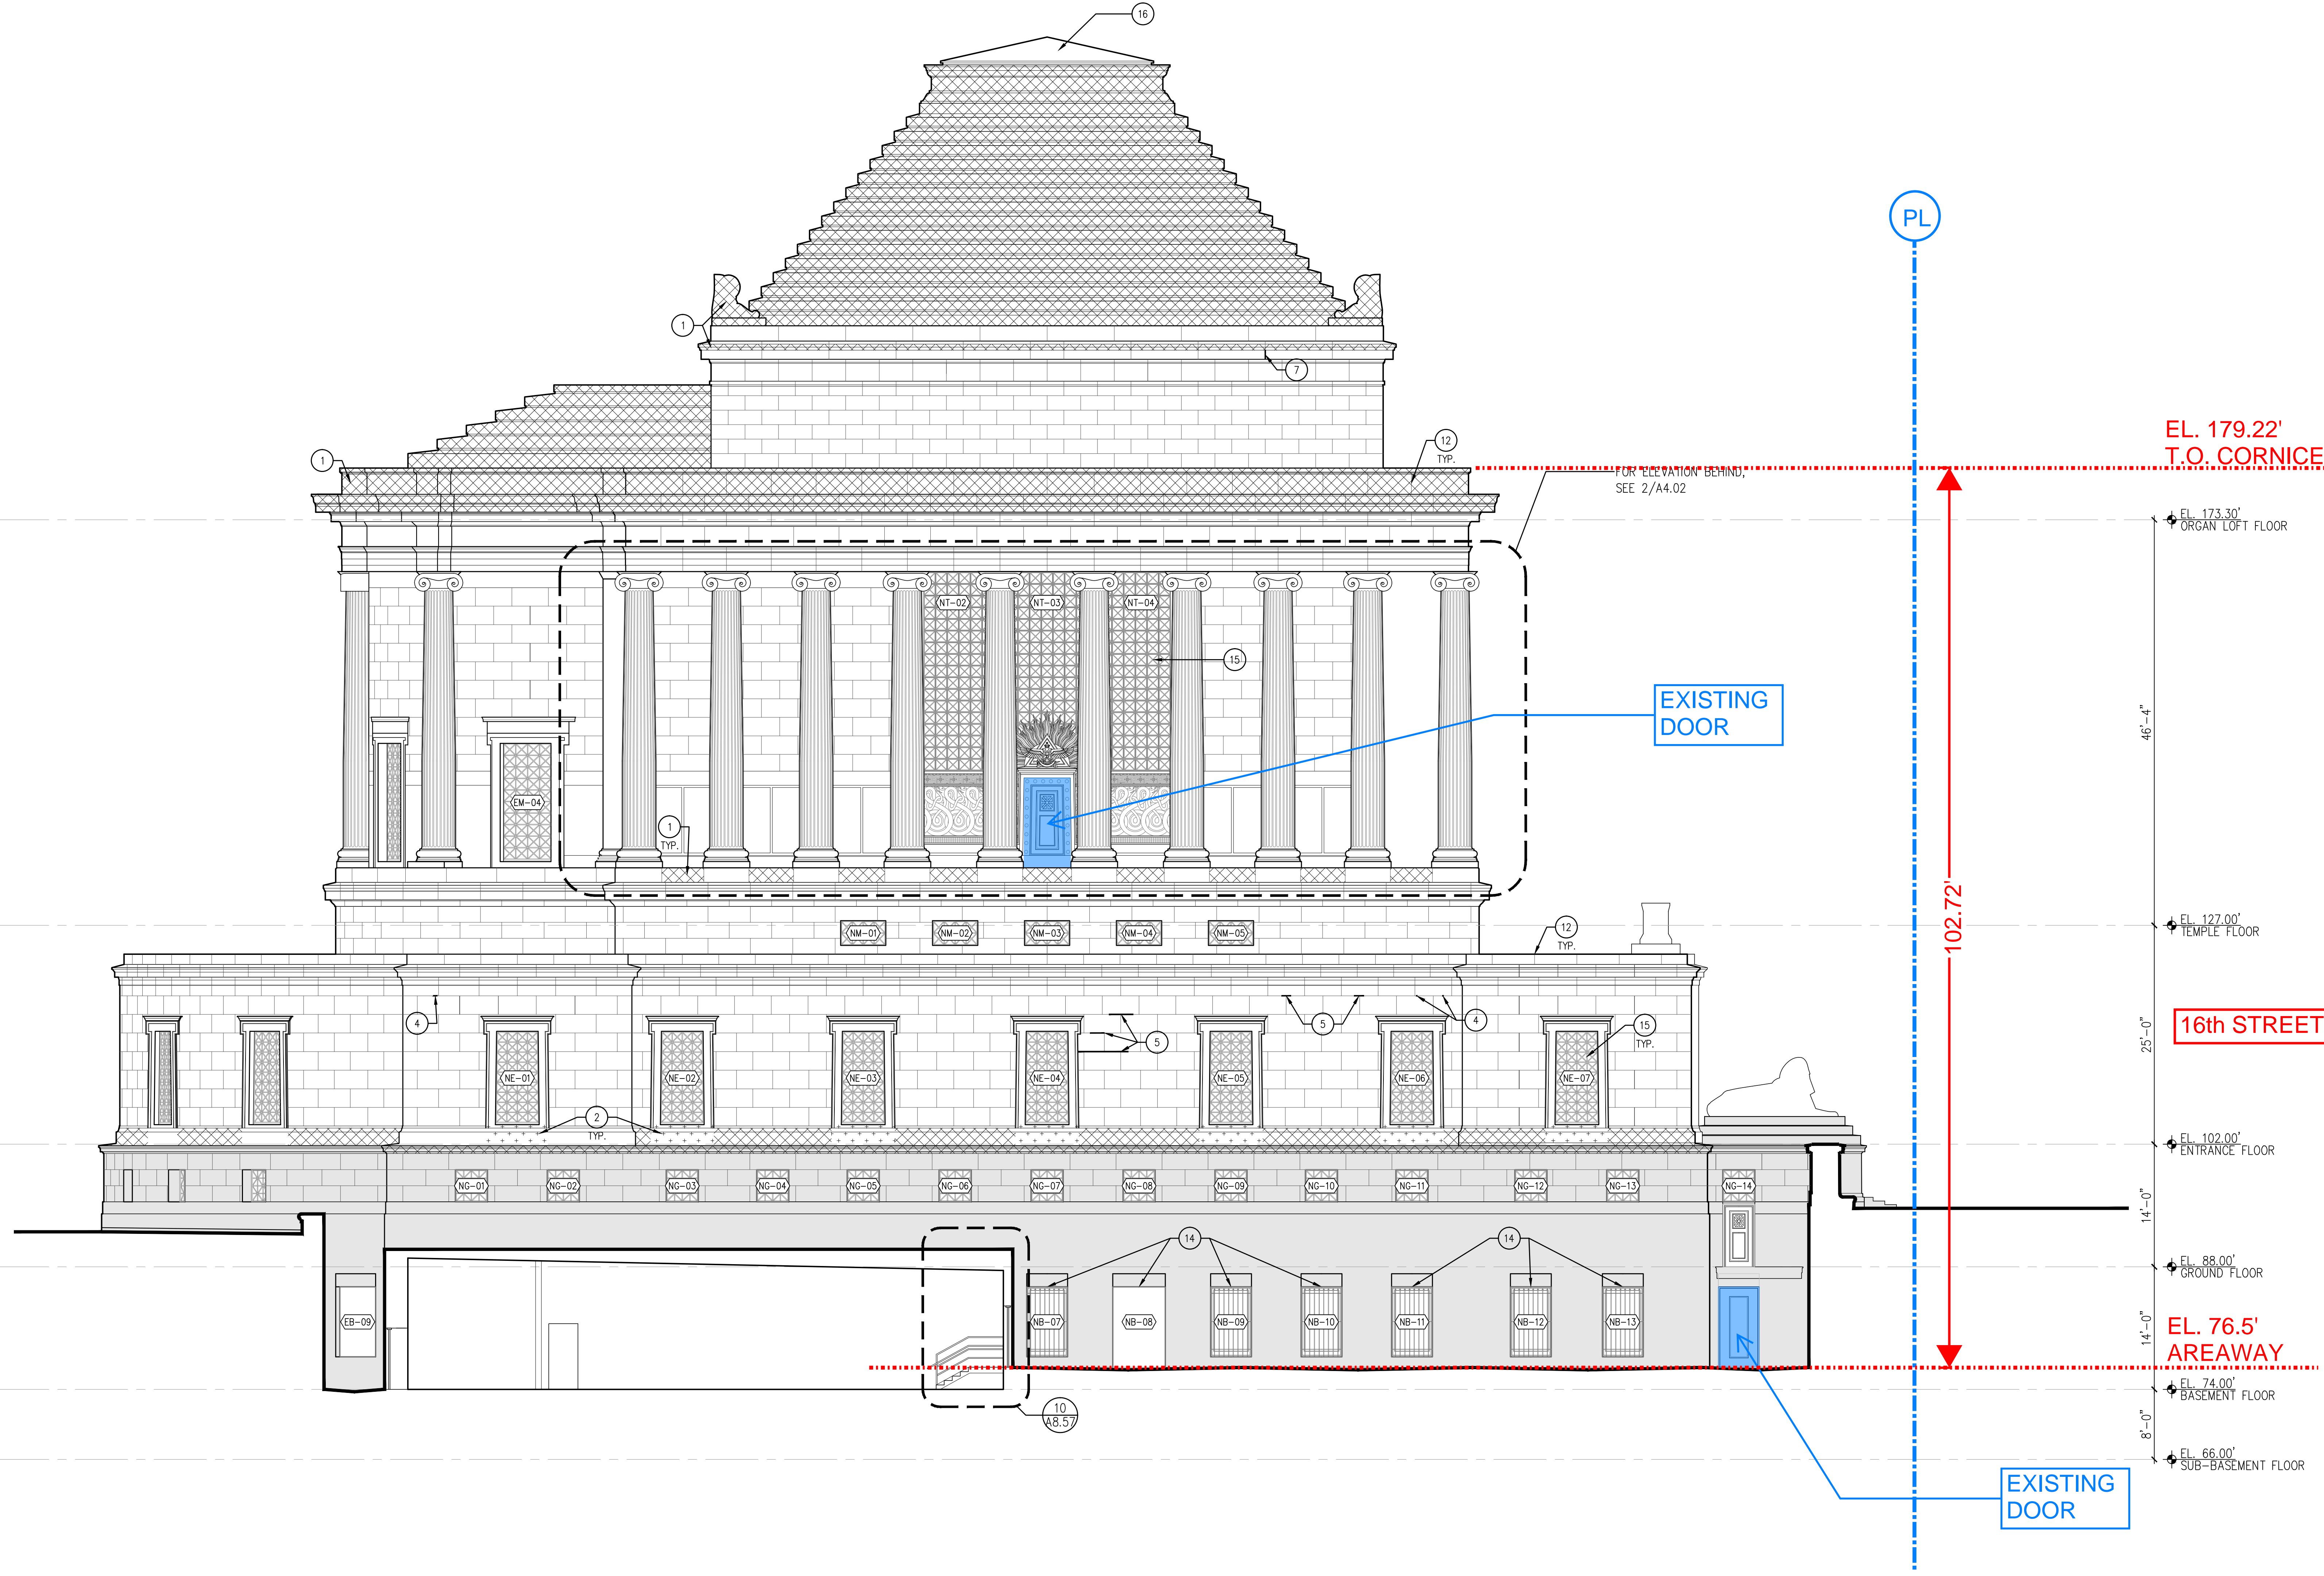 16
PL
1
7
EL. 179.22'
T.O. CORNICE
12
TYP.
1
FOR ELEVATION BEHIND,
SEE 2/A4.02
EL. 173.30'
ORGAN LOFT FLOOR
NT-02
NT-03
NT-04
15
EXISTING
DOOR
46'-4"
EM-04
1
TYP.
102.72'
NM-01
NM-02
NM-03
NM-04
NM-05
12
TYP.
EL. 127.00'
TEMPLE FLOOR
4
5
5
4
15
TYP.
16th STREET
25'-0"
NE-01
NE-02
NE-03
NE-04
NE-05
NE-06
NE-07
2
TYP.
EL. 102.00'
ENTRANCE FLOOR
NG-01
NG-02
NG-03
NG-04
NG-05
NG-06
NG-07
NG-08
NG-09
NG-10
NG-11
NG-12
NG-13
NG-14
14'-0"
14
14
EL. 88.00'
GROUND FLOOR
EB-09
NB-07
NB-08
NB-09
NB-10
NB-11
NB-12
NB-13
14'-0"
EL. 76.5'
AREAWAY
EL. 74.00'
BASEMENT FLOOR
10
A8.57
8'-0"
EL. 66.00'
SUB-BASEMENT FLOOR
EXISTING
DOOR